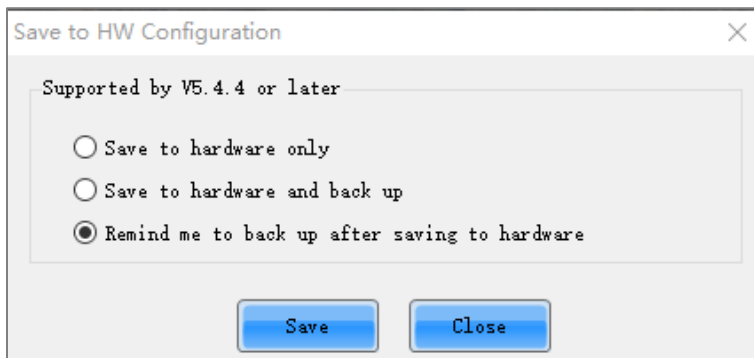 Save to HW Configuration
Supported by V5.4.4 or later
Save to hardware only
Save to hardware and back up
Remind me to back up after saving to hardware
Save
Close